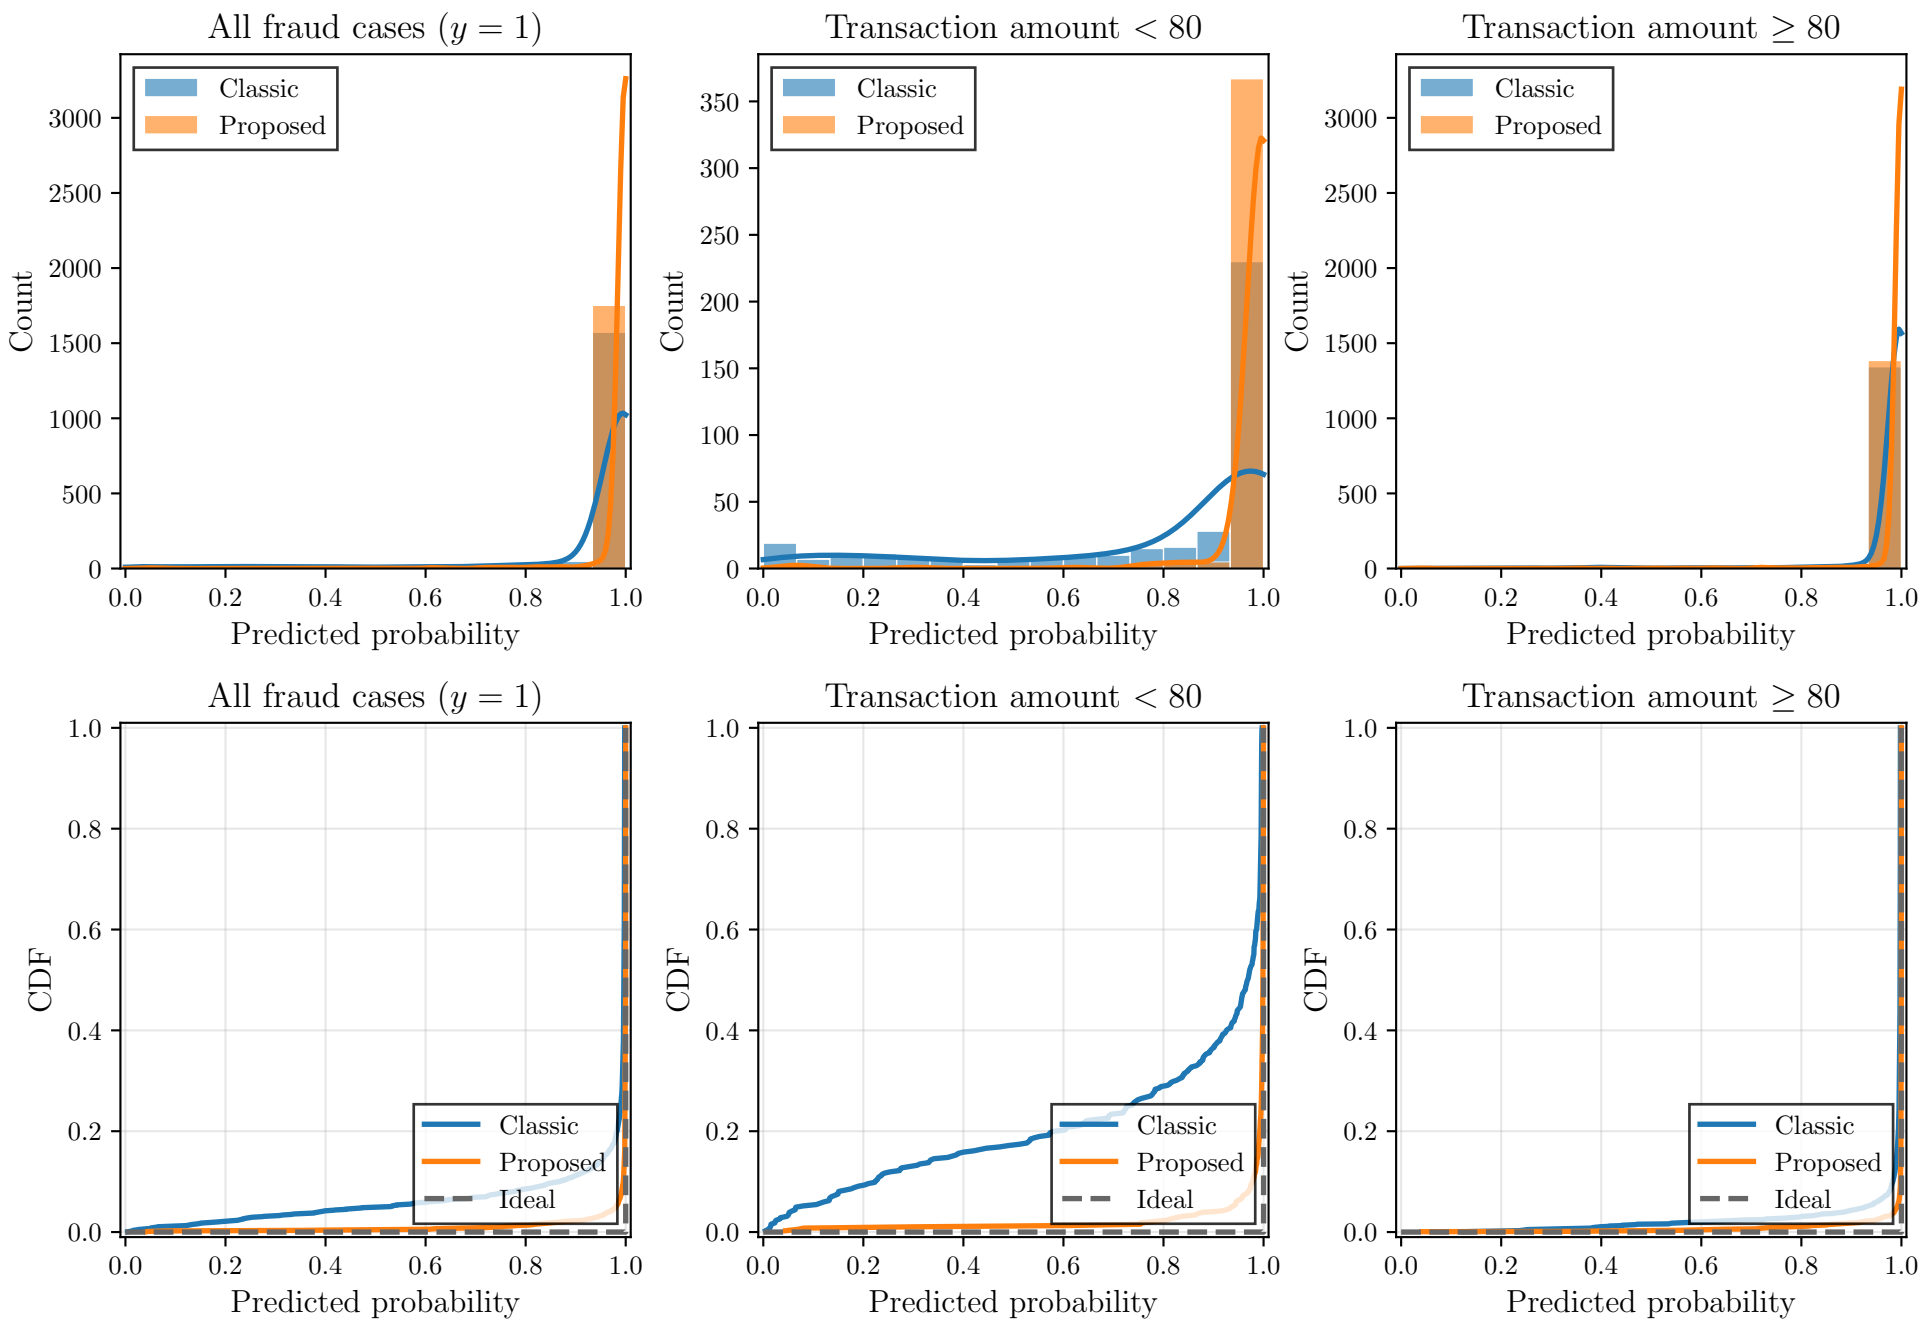 All fraud cases (y = 1)
Classic
Proposed
3000
2500
2000
1500
1000
500
0
Count
0.0 0.2 0.4 0.6 0.8 1.0
Predicted probability
Transaction amount < 80
Classic
Proposed
350
300
250
200
150
100
50
0
Count
0.0 0.2 0.4 0.6 0.8 1.0
Predicted probability
Transaction amount ≥ 80
Classic
Proposed
3000
2500
2000
1500
1000
500
0
Count
0.0 0.2 0.4 0.6 0.8 1.0
Predicted probability
All fraud cases (y = 1)
1.0
0.8
0.6
0.4
0.2
0.0
CDF
Classic
Proposed
Ideal
0.0 0.2 0.4 0.6 0.8 1.0
Predicted probability
Transaction amount < 80
1.0
0.8
0.6
0.4
0.2
0.0
CDF
Classic
Proposed
Ideal
0.0 0.2 0.4 0.6 0.8 1.0
Predicted probability
Transaction amount ≥ 80
1.0
0.8
0.6
0.4
0.2
0.0
CDF
Classic
Proposed
Ideal
0.0 0.2 0.4 0.6 0.8 1.0
Predicted probability